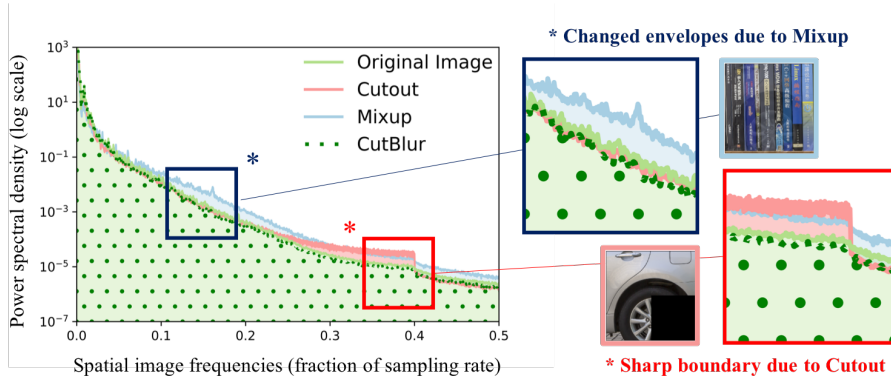 * Changed envelopes due to Mixup
Power spectral density (log scale)
10³
10¹
10⁻¹
10⁻³
10⁻⁵
10⁻⁷
Original Image
Cutout
Mixup
CutBlur
*
*
0.0 0.1 0.2 0.3 0.4 0.5
Spatial image frequencies (fraction of sampling rate)
* Sharp boundary due to Cutout